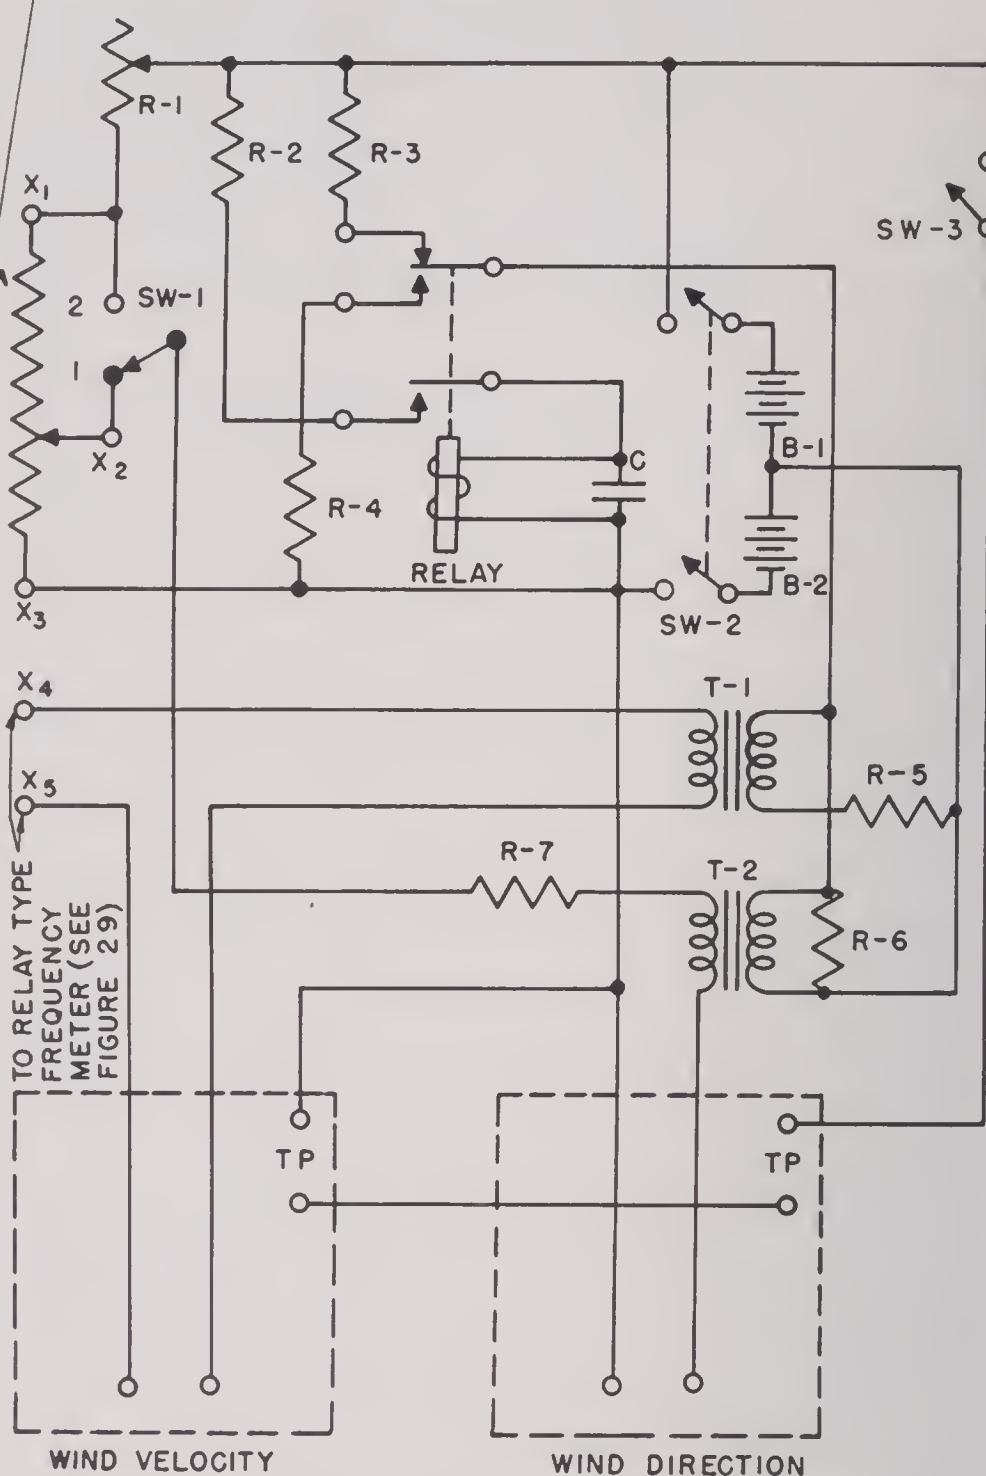 R-1
R-2
R-3
X1
SW-3
2
SW-1
1
X2
B-1
C
R-4
RELAY
B-2
X3
SW-2
X4
T-1
X5
R-5
R-7
T-2
R-6
TO RELAY TYPE
FREQUENCY
METER (SEE
FIGURE 29)
TP
TP
WIND VELOCITY
WIND DIRECTION